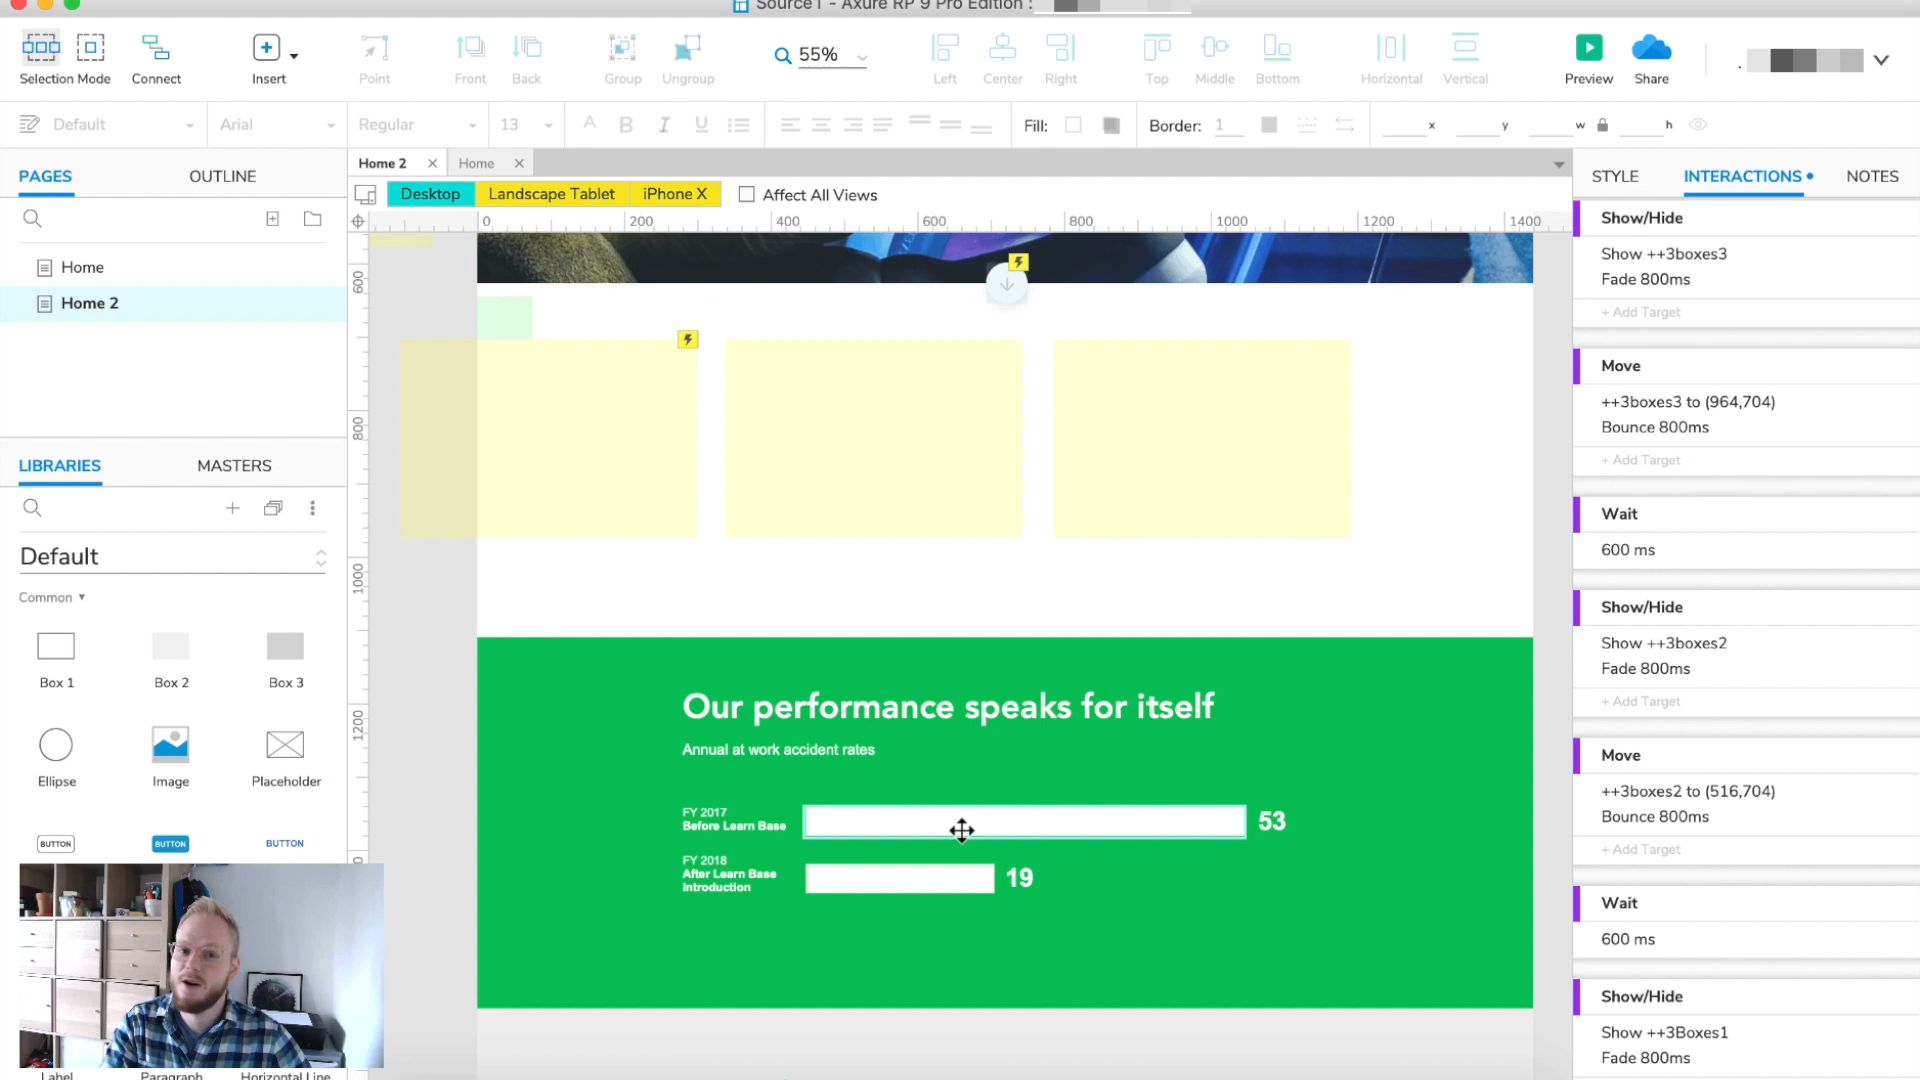 Source1 - Axure RP 9 Pro Edition :
Selection Mode
Connect
Insert
Point
Front
Back
Group
Ungroup
55%
Left
Center
Right
Top
Middle
Bottom
Horizontal
Vertical
Preview
Share
Default
Arial
Regular
13
Fill:
Border:
1
x
y
w
h
PAGES
OUTLINE
Home
Home 2
LIBRARIES
MASTERS
Default
Common
Box 1
Box 2
Box 3
Ellipse
Image
Placeholder
BUTTON
BUTTON
BUTTON
Label
Paragraph
Horizontal Line
Home 2
Home
Desktop
Landscape Tablet
iPhone X
Affect All Views
0
200
400
600
800
1000
1200
1400
600
800
1000
1200
Our performance speaks for itself
Annual at work accident rates
FY 2017
Before Learn Base
53
FY 2018
After Learn Base
Introduction
19
STYLE
INTERACTIONS
NOTES
Show/Hide
Show ++3boxes3
Fade 800ms
+ Add Target
Move
++3boxes3 to (964,704)
Bounce 800ms
+ Add Target
Wait
600 ms
Show/Hide
Show ++3boxes2
Fade 800ms
+ Add Target
Move
++3boxes2 to (516,704)
Bounce 800ms
+ Add Target
Wait
600 ms
Show/Hide
Show ++3Boxes1
Fade 800ms